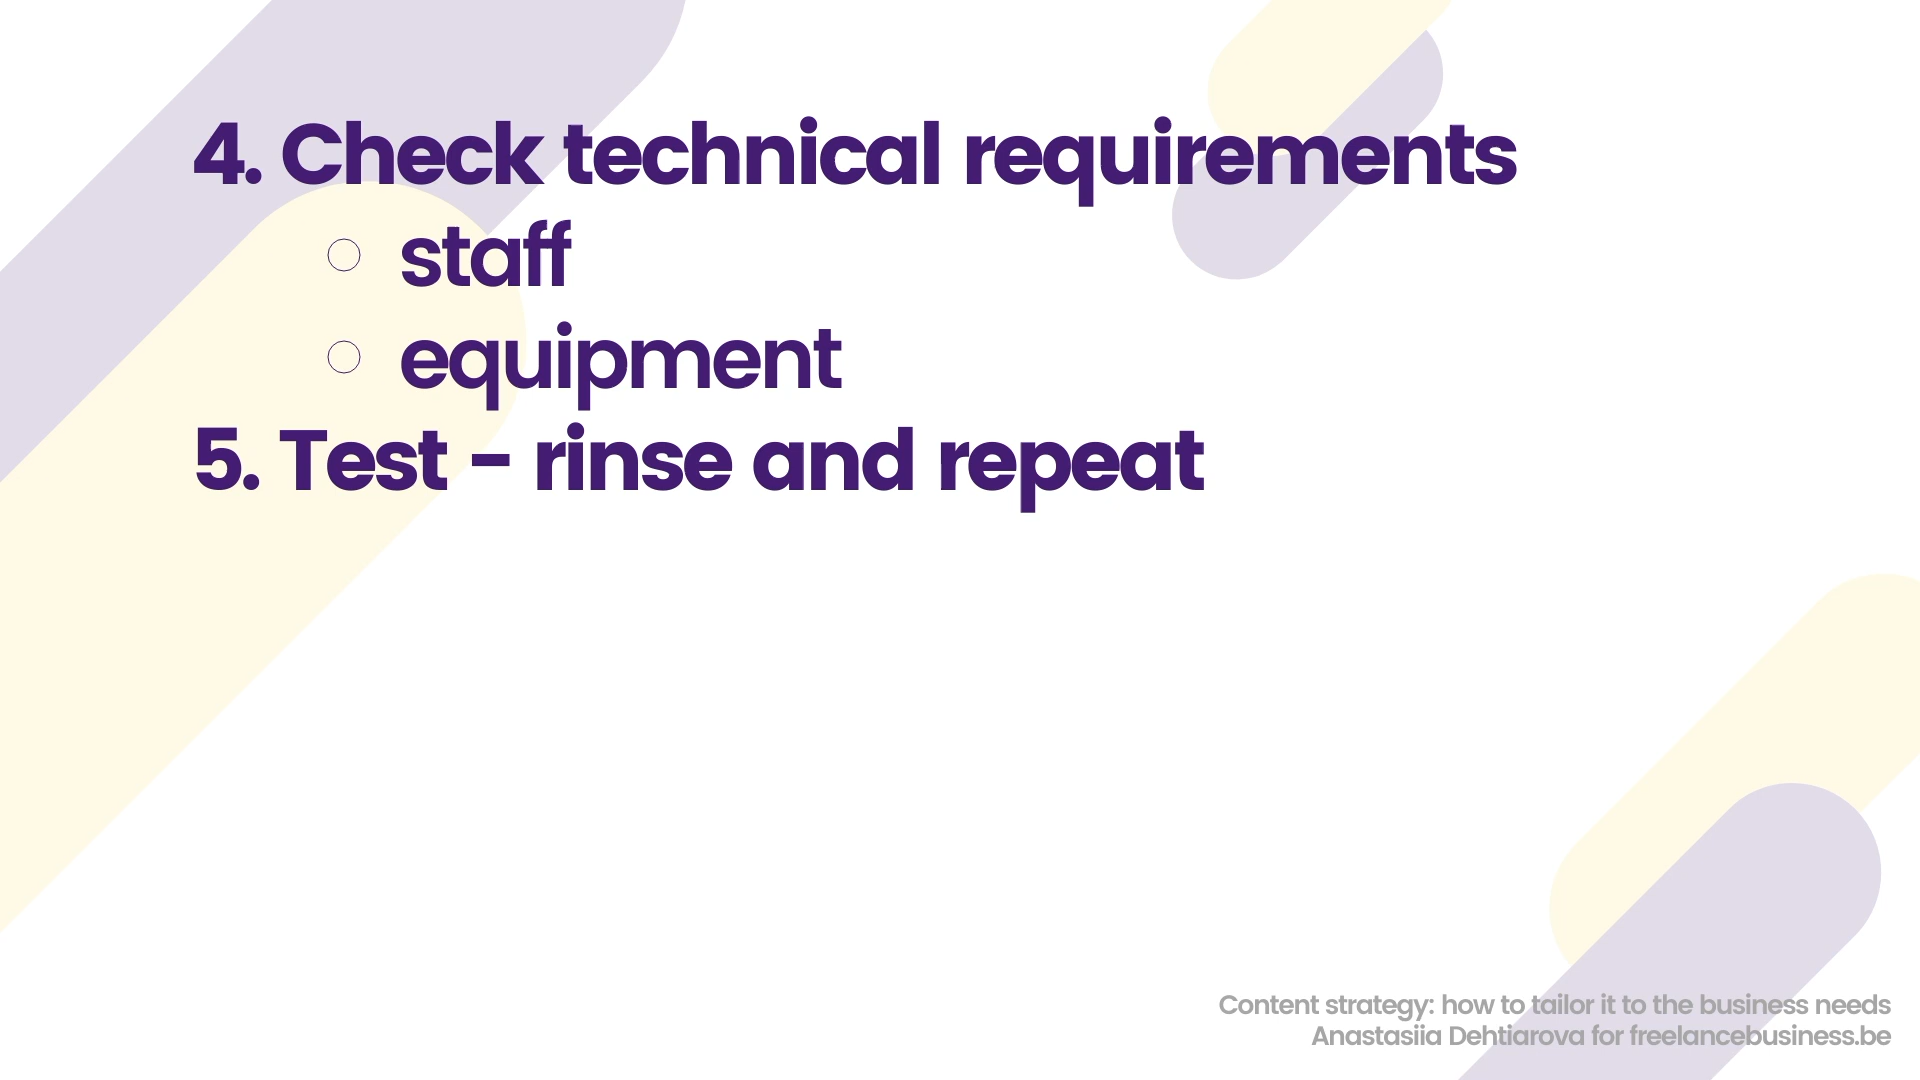 4. Check technical requirements
○ staff
○ equipment
5. Test - rinse and repeat
Content strategy: how to tailor it to the business needs
Anastasiia Dehtiarova for freelancebusiness.be